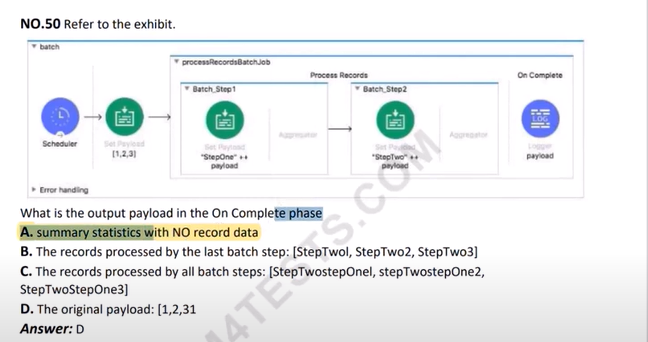 NO.50 Refer to the exhibit.
batch
processRecordsBatchJob
Process Records
On Complete
Batch_Step1
Batch_Step2
Scheduler
Set Payload
[1,2,3]
Set Payload
"StepOne" ++
payload
Aggregator
Set Payload
"StepTwo" ++
payload
Aggregator
LOG
Logger
payload
Error handling
What is the output payload in the On Complete phase
A. summary statistics with NO record data
B. The records processed by the last batch step: [StepTwol, StepTwo2, StepTwo3]
C. The records processed by all batch steps: [StepTwostepOnel, stepTwostepOne2,
StepTwoStepOne3]
D. The original payload: [1,2,31
Answer: D
M4TESTS.COM